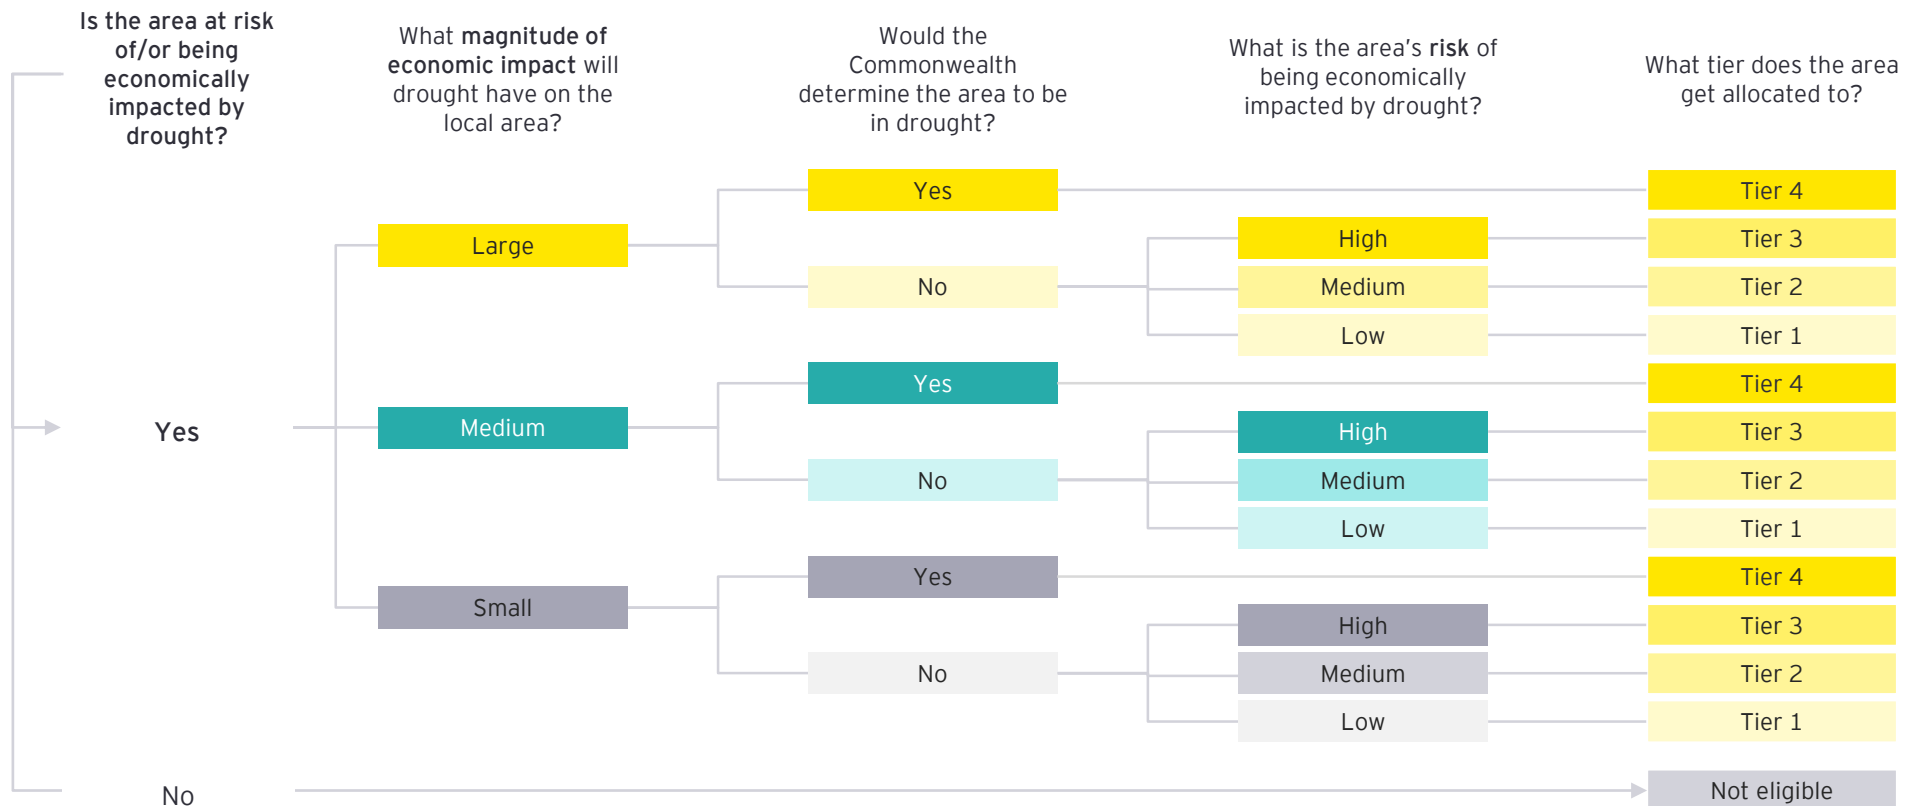 Is the area at risk
of/or being
economically
impacted by
drought?
What magnitude of
economic impact will
drought have on the
local area?
Would the
Commonwealth
determine the area to be
in drought?
What is the area's risk of
being economically
impacted by drought?
What tier does the area
get allocated to?
Yes
Tier 4
Large
High
Tier 3
No
Medium
Tier 2
Low
Tier 1
Yes
Tier 4
Yes
Medium
High
Tier 3
No
Medium
Tier 2
Low
Tier 1
Yes
Tier 4
Small
High
Tier 3
No
Medium
Tier 2
Low
Tier 1
No
Not eligible